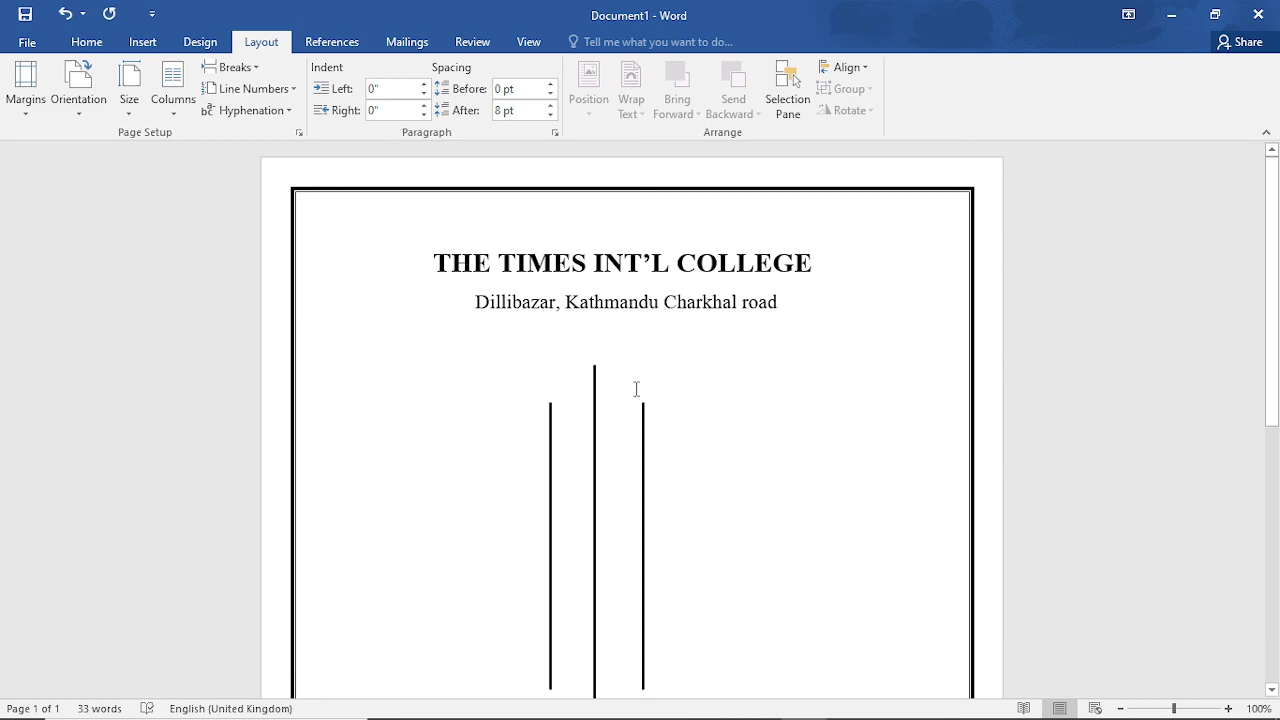 Document1 - Word
File Home Insert Design Layout References Mailings Review View Tell me what you want to do... Share
Margins Orientation Size Columns Breaks Line Numbers Hyphenation
Page Setup
Indent Spacing
Left: 0" Before: 0 pt
Right: 0" After: 8 pt
Paragraph
Position Wrap Text Bring Forward Send Backward Selection Pane Align Group Rotate
Arrange
THE TIMES INT’L COLLEGE
Dillibazar, Kathmandu Charkhal road
Page 1 of 1 33 words English (United Kingdom) 100%